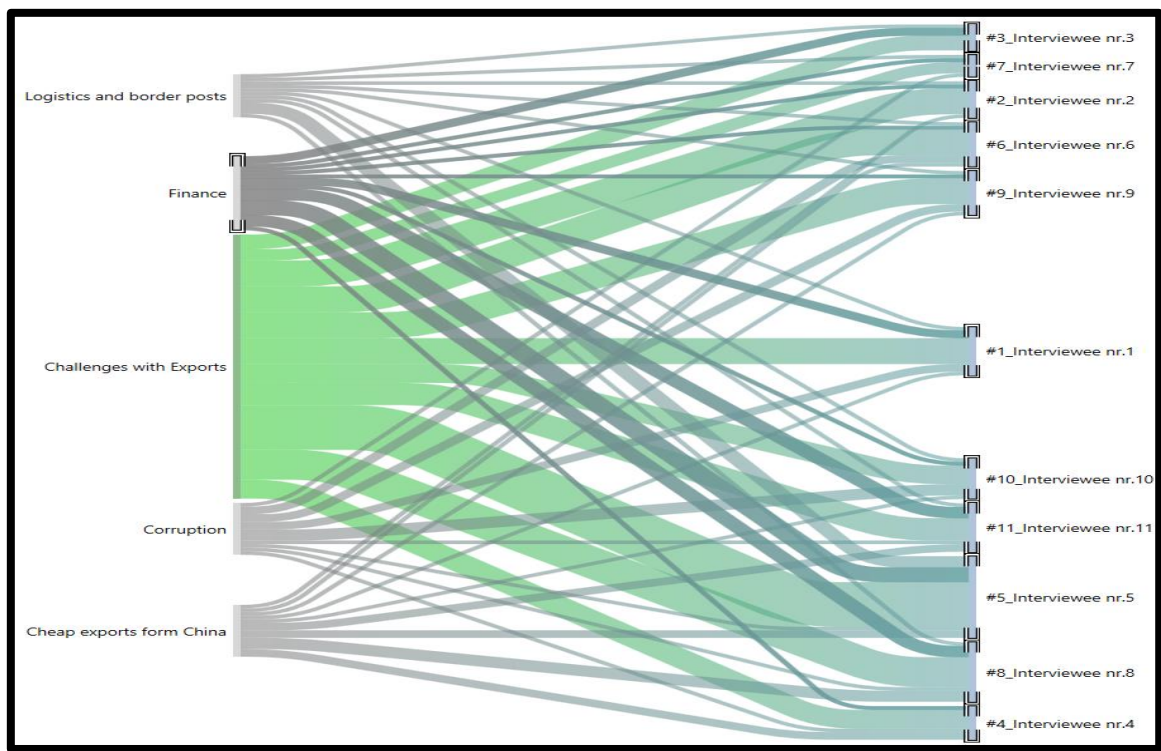 Logistics and border posts
Finance
Challenges with Exports
Corruption
Cheap exports form China
#3_Interviewee nr.3
#7_Interviewee nr.7
#2_Interviewee nr.2
#6_Interviewee nr.6
#9_Interviewee nr.9
#1_Interviewee nr.1
#10_Interviewee nr.10
#11_Interviewee nr.11
#5_Interviewee nr.5
#8_Interviewee nr.8
#4_Interviewee nr.4